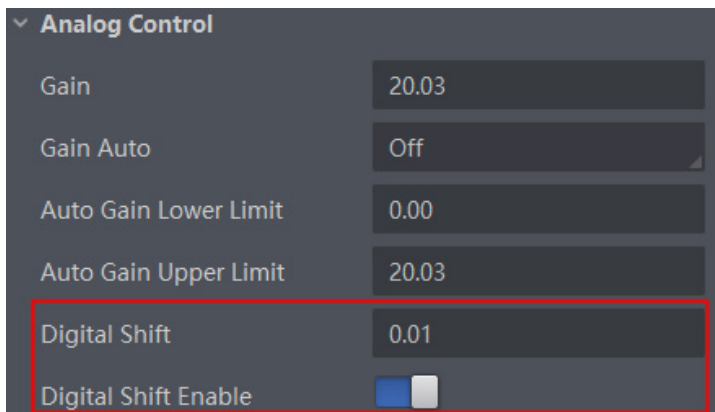 Analog Control
Gain 20.03
Gain Auto Off
Auto Gain Lower Limit 0.00
Auto Gain Upper Limit 20.03
Digital Shift 0.01
Digital Shift Enable